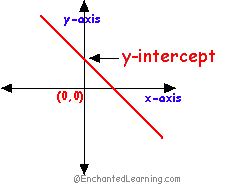 y-axis
y-intercept
(0,0)
x-axis
@EnchantedLearning.com